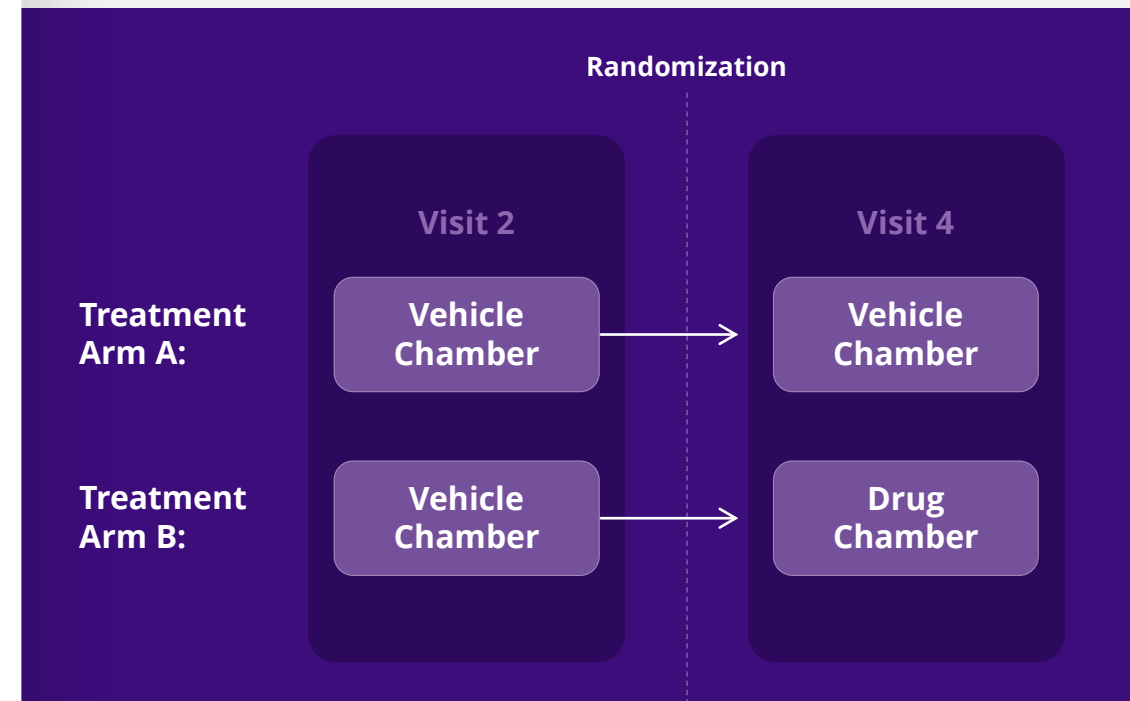 Randomization
Visit 2
Visit 4
Treatment
Arm A:
Vehicle
Chamber
Vehicle
Chamber
Treatment
Arm B:
Vehicle
Chamber
Drug
Chamber